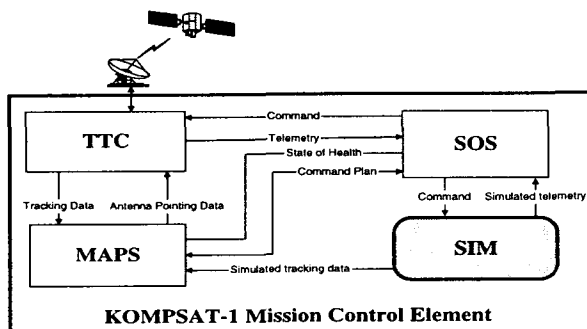 Command
TTC
Telemetry
SOS
State of Health
Command Plan
Tracking Data
Antenna Pointing Data
Command
Simulated telemetry
MAPS
SIM
Simulated tracking data
KOMPSAT-1 Mission Control Element